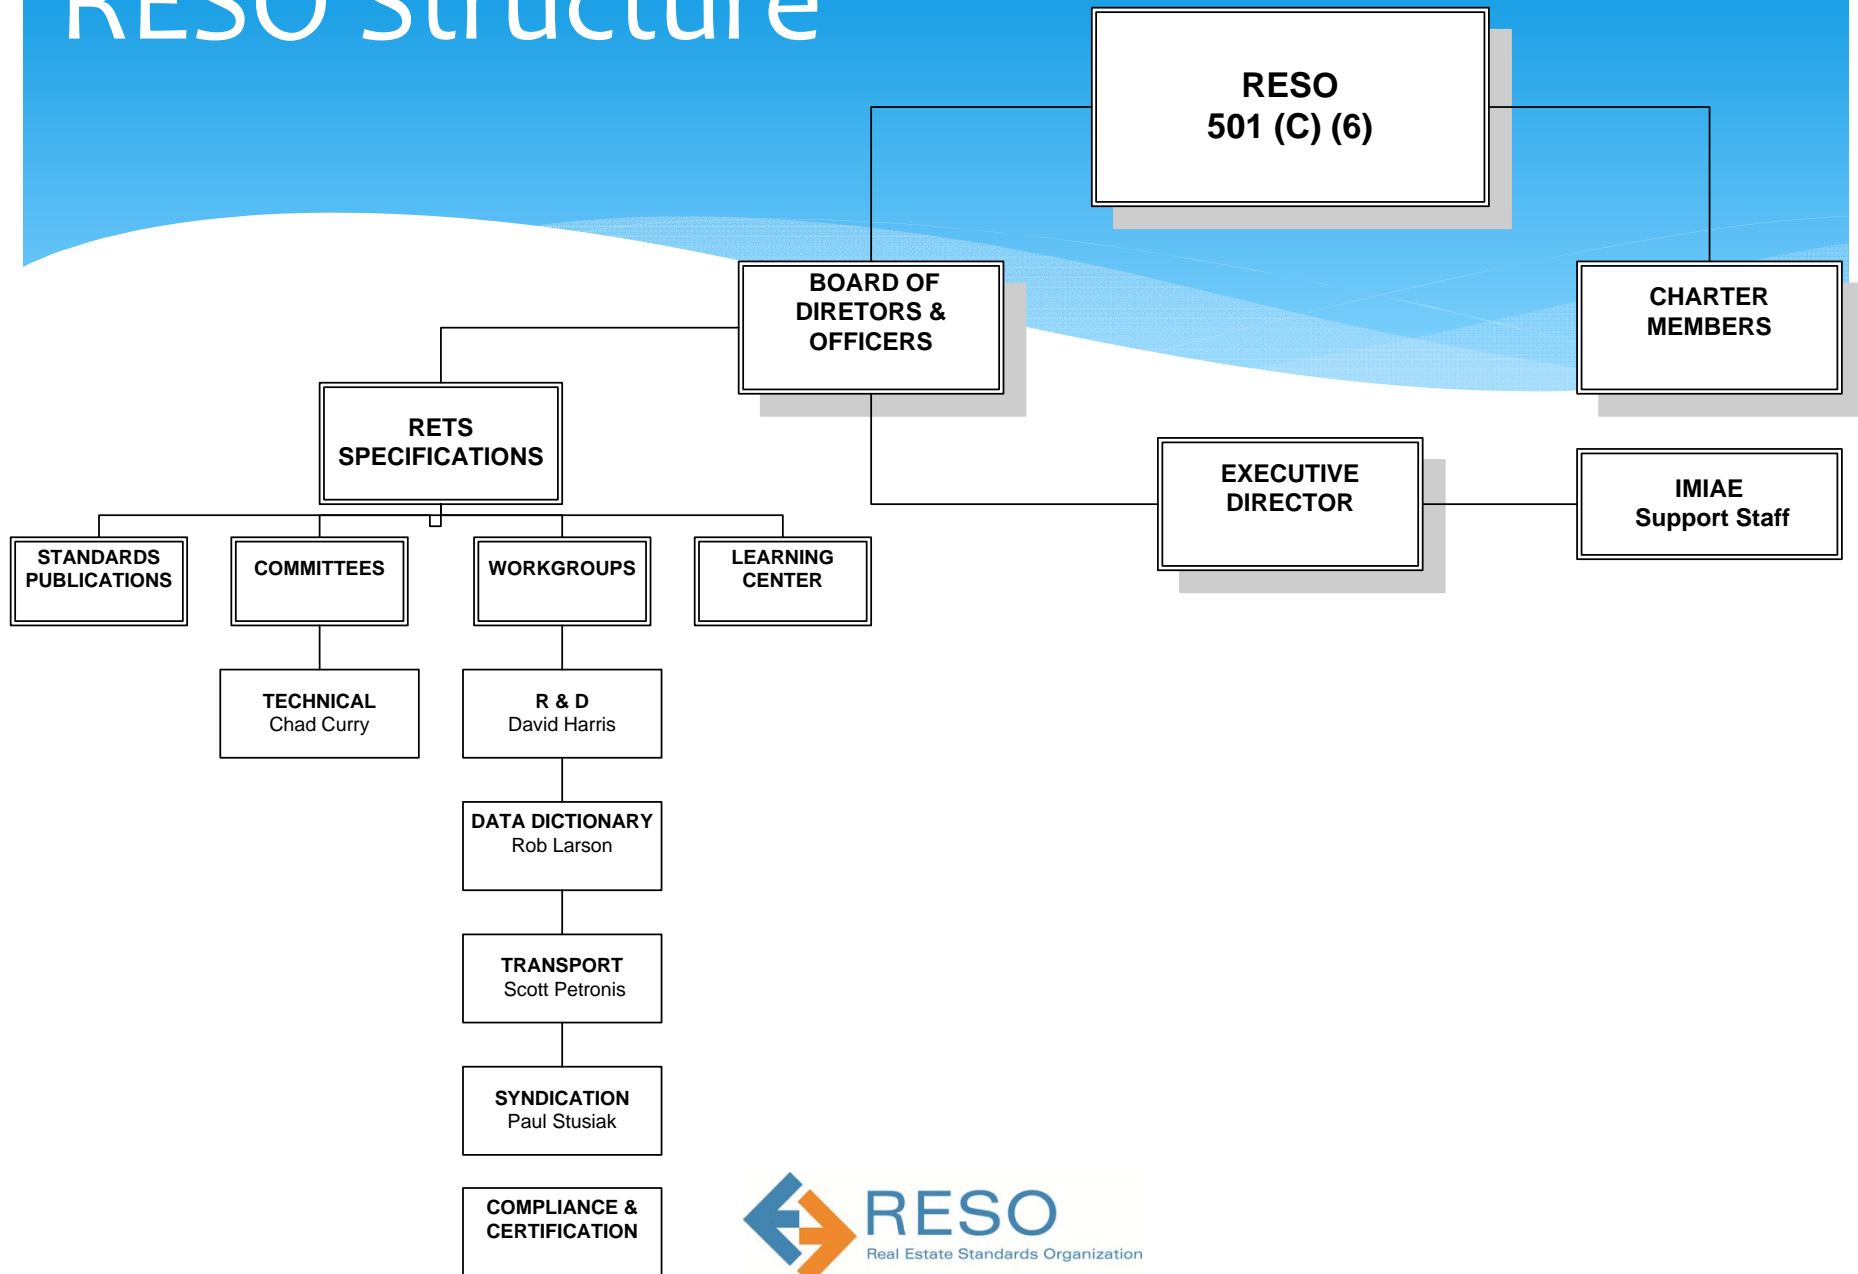 RESO Structure
RESO
501 (C) (6)
BOARD OF
DIRETORS &
OFFICERS
CHARTER
MEMBERS
RETS
SPECIFICATIONS
EXECUTIVE
DIRECTOR
IMIAE
Support Staff
STANDARDS
PUBLICATIONS
COMMITTEES
WORKGROUPS
LEARNING
CENTER
TECHNICAL
Chad Curry
R & D
David Harris
DATA DICTIONARY
Rob Larson
TRANSPORT
Scott Petronis
SYNDICATION
Paul Stusiak
COMPLIANCE &
CERTIFICATION
RESO
Real Estate Standards Organization